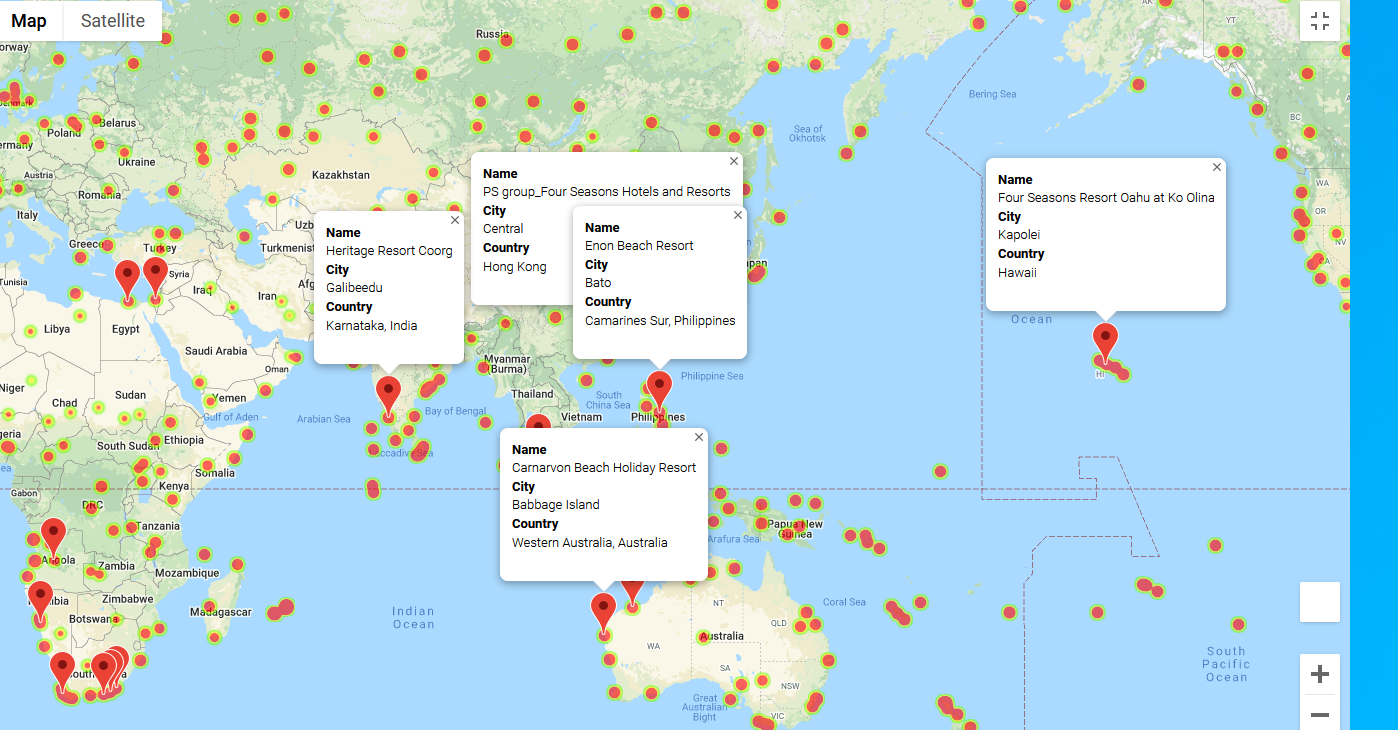 Map
Satellite
Russia
Bering Sea
YT
AK
Sea of
Okhotsk
BC
Belarus
Poland
Ukraine
Austria
Romania
Italy
Greece
Turkey
Kazakhstan
WA
OR
NV
CA
Syria
Iraq
Iran
Libya
Egypt
Saudi Arabia
Oman
Niger
Chad
Sudan
Yemen
Gulf of Aden
Arabian Sea
Bay of Bengal
Myanmar
(Burma)
Thailand
Vietnam
South
China Sea
Philippine Sea
Philippines
South Sudan
Ethiopia
Somalia
Laccadive Sea
Kenya
Gabon
DRC
Tanzania
Angola
Zambia
Mozambique
Zimbabwe
Botswana
Madagascar
Indian
Ocean
Papua New
Guinea
Arafura Sea
Coral Sea
NT
QLD
WA
Australia
SA
NSW
VIC
Great
Australian
Bight
South
Pacific
Ocean
Ocean
HI
Name
Heritage Resort Coorg
City
Galibeedu
Country
Karnataka, India
Name
PS group_Four Seasons Hotels and Resorts
City
Central
Country
Hong Kong
Name
Enon Beach Resort
City
Bato
Country
Camarines Sur, Philippines
Name
Four Seasons Resort Oahu at Ko Olina
City
Kapolei
Country
Hawaii
Name
Carnarvon Beach Holiday Resort
City
Babbage Island
Country
Western Australia, Australia